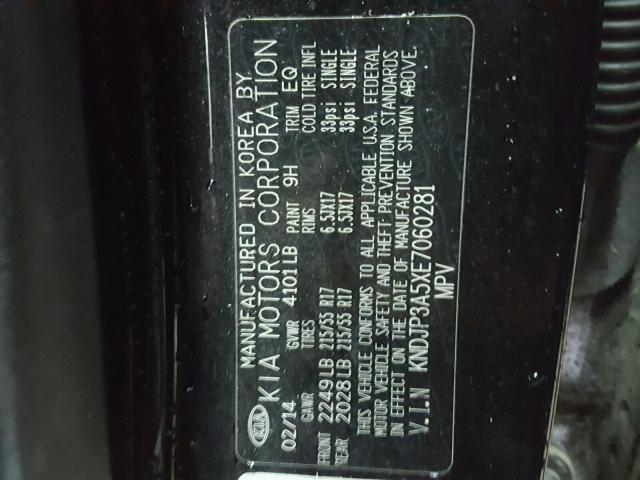 MANUFACTURED IN KOREA BY
KIA KIA MOTORS CORPORATION
02/14 GVWR 4101LB PAINT 9H TRIM EQ
GAWR TIRES RIMS COLD TIRE INFL
FRONT 2249LB 215/55 R17 6.5JX17 33psi SINGLE
REAR 2028LB 215/55 R17 6.5JX17 33psi SINGLE
THIS VEHICLE CONFORMS TO ALL APPLICABLE U.S.A. FEDERAL
MOTOR VEHICLE SAFETY AND THEFT PREVENTION STANDARDS
IN EFFECT ON THE DATE OF MANUFACTURE SHOWN ABOVE.
V.I.N KNDJP3A5XE7060281
MPV